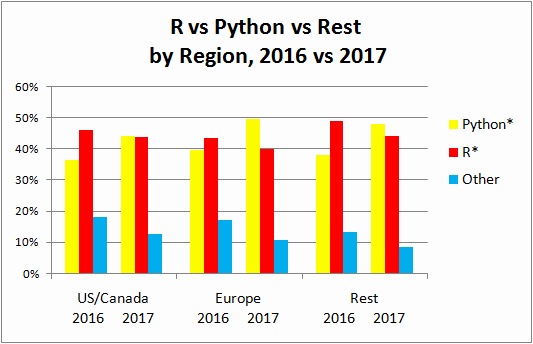 R vs Python vs Rest
by Region, 2016 vs 2017
60%
50%
40%
30%
20%
10%
0%
US/Canada Europe Rest
2016 2017 2016 2017 2016 2017
Python*
R*
Other